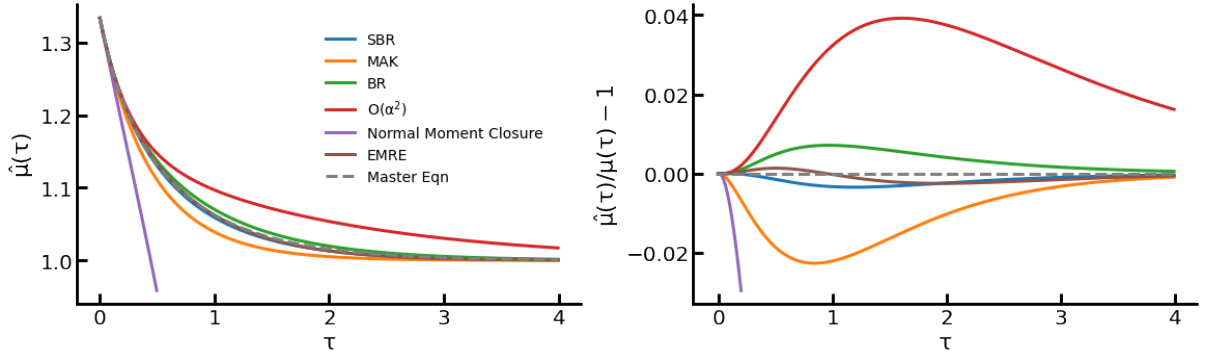 1.3
1.2
1.1
1.0
μ̂(τ)
0
1
2
3
4
τ
SBR
MAK
BR
O(α²)
Normal Moment Closure
EMRE
Master Eqn
0.04
0.02
0.00
−0.02
μ̂(τ)/μ(τ) − 1
0
1
2
3
4
τ